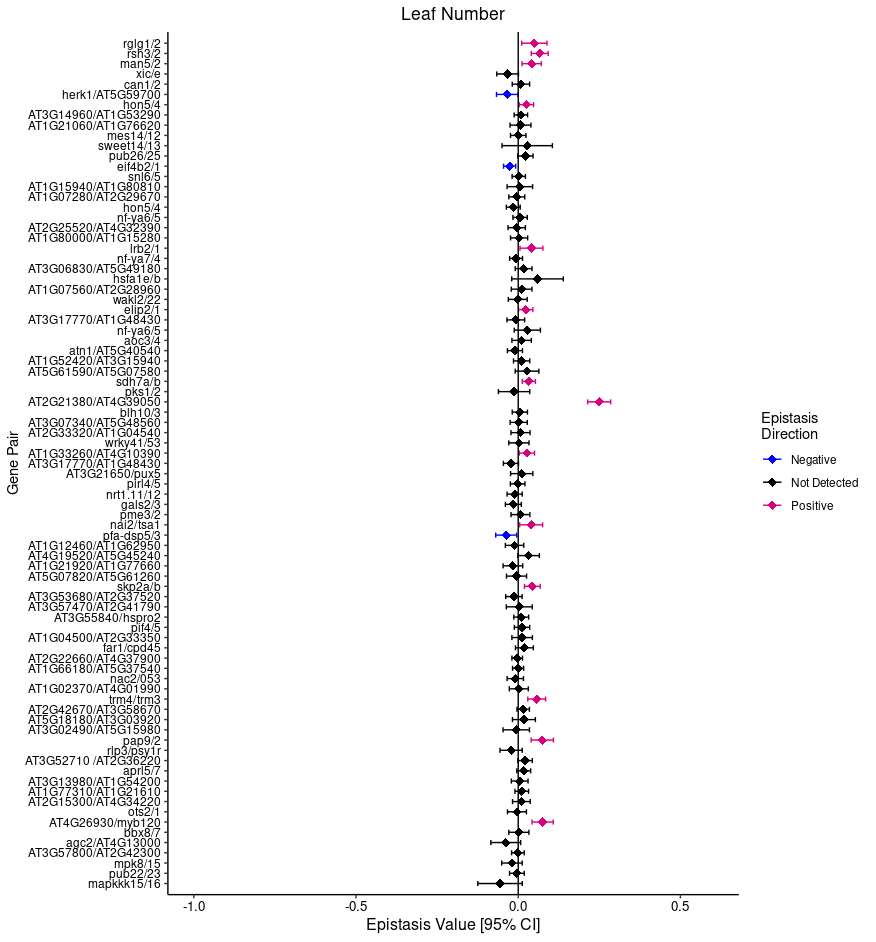 Leaf Number
Gene Pair
rglg1/2
rsh3/2
man5/2
xic/e
can1/2
herk1/AT5G59700
hon5/4
AT3G14960/AT1G53290
AT1G21060/AT1G76620
mes14/12
sweet14/13
pub26/25
eif4b2/1
snl6/5
AT1G15940/AT1G80810
AT1G07280/AT2G29670
hon5/4
nf-ya6/5
AT2G25520/AT4G32390
AT1G80000/AT1G15280
lrb2/1
nf-ya7/4
AT3G06830/AT5G49180
hsfa1e/b
AT1G07560/AT2G28960
wakl2/22
elip2/1
AT3G17770/AT1G48430
nf-ya6/5
aoc3/4
atn1/AT5G40540
AT1G52420/AT3G15940
AT5G61590/AT5G07580
sdh7a/b
pks1/2
AT2G21380/AT4G39050
blh10/3
AT3G07340/AT5G48560
AT2G33320/AT1G04540
wrky41/53
AT1G33260/AT4G10390
AT3G17770/AT1G48430
AT3G21650/pux5
pirl4/5
nrt1.11/12
gals2/3
pme3/2
nai2/tsa1
pfa-dsp5/3
AT1G12460/AT1G62950
AT4G19520/AT5G45240
AT1G21920/AT1G77660
AT5G07820/AT5G61260
skp2a/b
AT3G53680/AT2G37520
AT3G57470/AT2G41790
AT3G55840/hspro2
pif4/5
AT1G04500/AT2G33350
far1/cpd45
AT2G22660/AT4G37900
AT1G66180/AT5G37540
nac2/053
AT1G02370/AT4G01990
trm4/trm3
AT2G42670/AT3G58670
AT5G18180/AT3G03920
AT3G02490/AT5G15980
pap9/2
rlp3/psy1r
AT3G52710 /AT2G36220
aprl5/7
AT3G13980/AT1G54200
AT1G77310/AT1G21610
AT2G15300/AT4G34220
ots2/1
AT4G26930/myb120
bbx8/7
agc2/AT4G13000
AT3G57800/AT2G42300
mpk8/15
pub22/23
mapkkk15/16
-1.0 -0.5 0.0 0.5
Epistasis Value [95% CI]
Epistasis
Direction
Negative
Not Detected
Positive